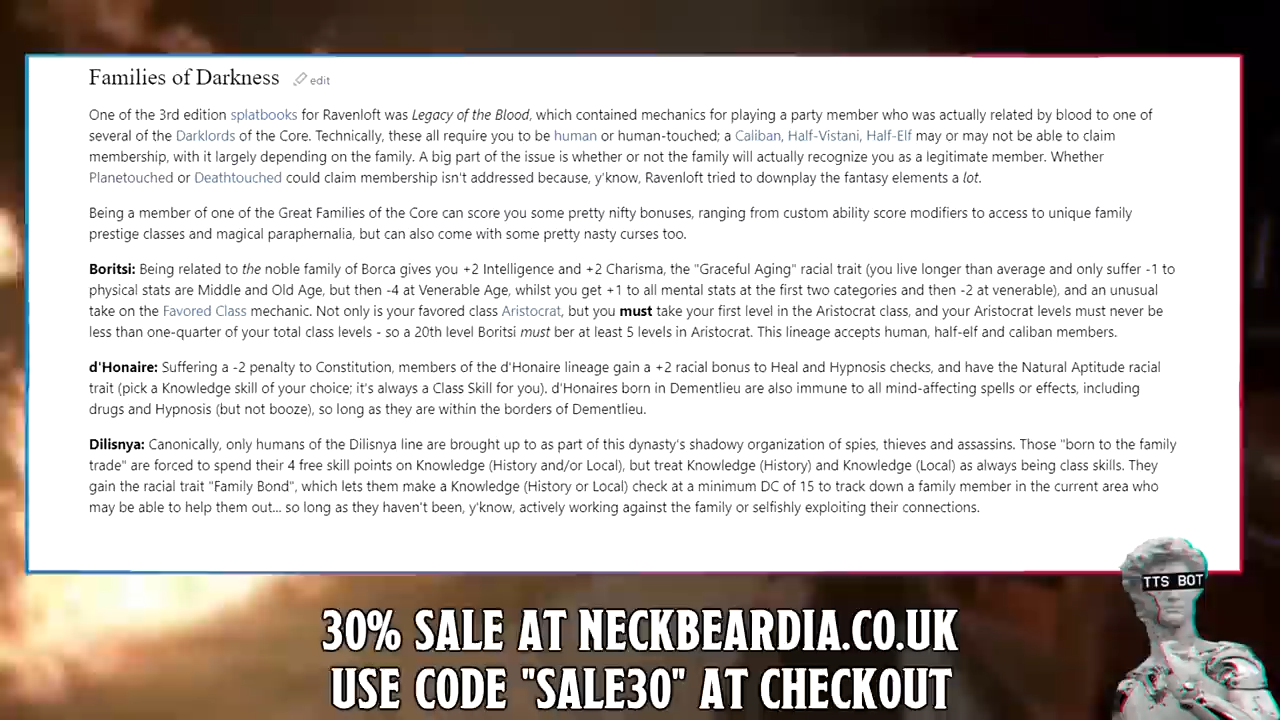 Families of Darkness edit
One of the 3rd edition splatbooks for Ravenloft was Legacy of the Blood, which contained mechanics for playing a party member who was actually related by blood to one of
several of the Darklords of the Core. Technically, these all require you to be human or human-touched; a Caliban, Half-Vistani, Half-Elf may or may not be able to claim
membership, with it largely depending on the family. A big part of the issue is whether or not the family will actually recognize you as a legitimate member. Whether
Planetouched or Deathtouched could claim membership isn't addressed because, y'know, Ravenloft tried to downplay the fantasy elements a lot.
Being a member of one of the Great Families of the Core can score you some pretty nifty bonuses, ranging from custom ability score modifiers to access to unique family
prestige classes and magical paraphernalia, but can also come with some pretty nasty curses too.
Boritsi: Being related to the noble family of Borca gives you +2 Intelligence and +2 Charisma, the "Graceful Aging" racial trait (you live longer than average and only suffer -1 to
physical stats are Middle and Old Age, but then -4 at Venerable Age, whilst you get +1 to all mental stats at the first two categories and then -2 at venerable), and an unusual
take on the Favored Class mechanic. Not only is your favored class Aristocrat, but you must take your first level in the Aristocrat class, and your Aristocrat levels must never be
less than one-quarter of your total class levels - so a 20th level Boritsi must ber at least 5 levels in Aristocrat. This lineage accepts human, half-elf and caliban members.
d'Honaire: Suffering a -2 penalty to Constitution, members of the d'Honaire lineage gain a +2 racial bonus to Heal and Hypnosis checks, and have the Natural Aptitude racial
trait (pick a Knowledge skill of your choice; it's always a Class Skill for you). d'Honaires born in Dementlieu are also immune to all mind-affecting spells or effects, including
drugs and Hypnosis (but not booze), so long as they are within the borders of Dementlieu.
Dilisnya: Canonically, only humans of the Dilisnya line are brought up to as part of this dynasty's shadowy organization of spies, thieves and assassins. Those "born to the family
trade" are forced to spend their 4 free skill points on Knowledge (History and/or Local), but treat Knowledge (History) and Knowledge (Local) as always being class skills. They
gain the racial trait "Family Bond", which lets them make a Knowledge (History or Local) check at a minimum DC of 15 to track down a family member in the current area who
may be able to help them out... so long as they haven't been, y'know, actively working against the family or selfishly exploiting their connections.
TTS BOT
30% SALE AT NECKBEARDIA.CO.UK
USE CODE "SALE30" AT CHECKOUT